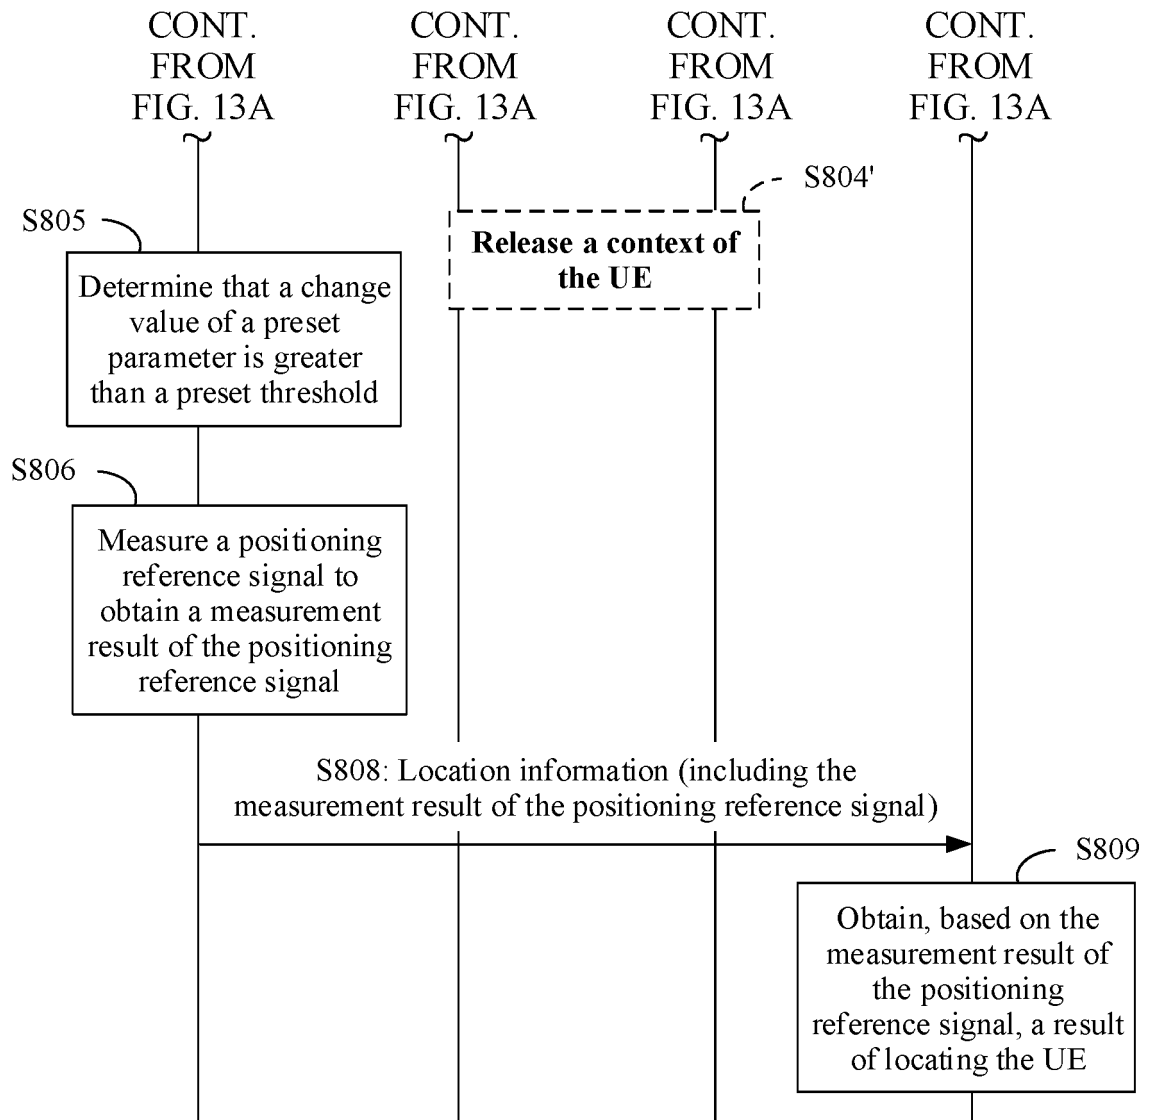 CONT. FROM FIG. 13A
CONT. FROM FIG. 13A
CONT. FROM FIG. 13A
CONT. FROM FIG. 13A
S804'
Release a context of
the UE
S805
Determine that a change
value of a preset
parameter is greater
than a preset threshold
S806
Measure a positioning
reference signal to
obtain a measurement
result of the positioning
reference signal
S808: Location information (including the
measurement result of the positioning reference signal)
S809
Obtain, based on the
measurement result of
the positioning
reference signal, a result
of locating the UE